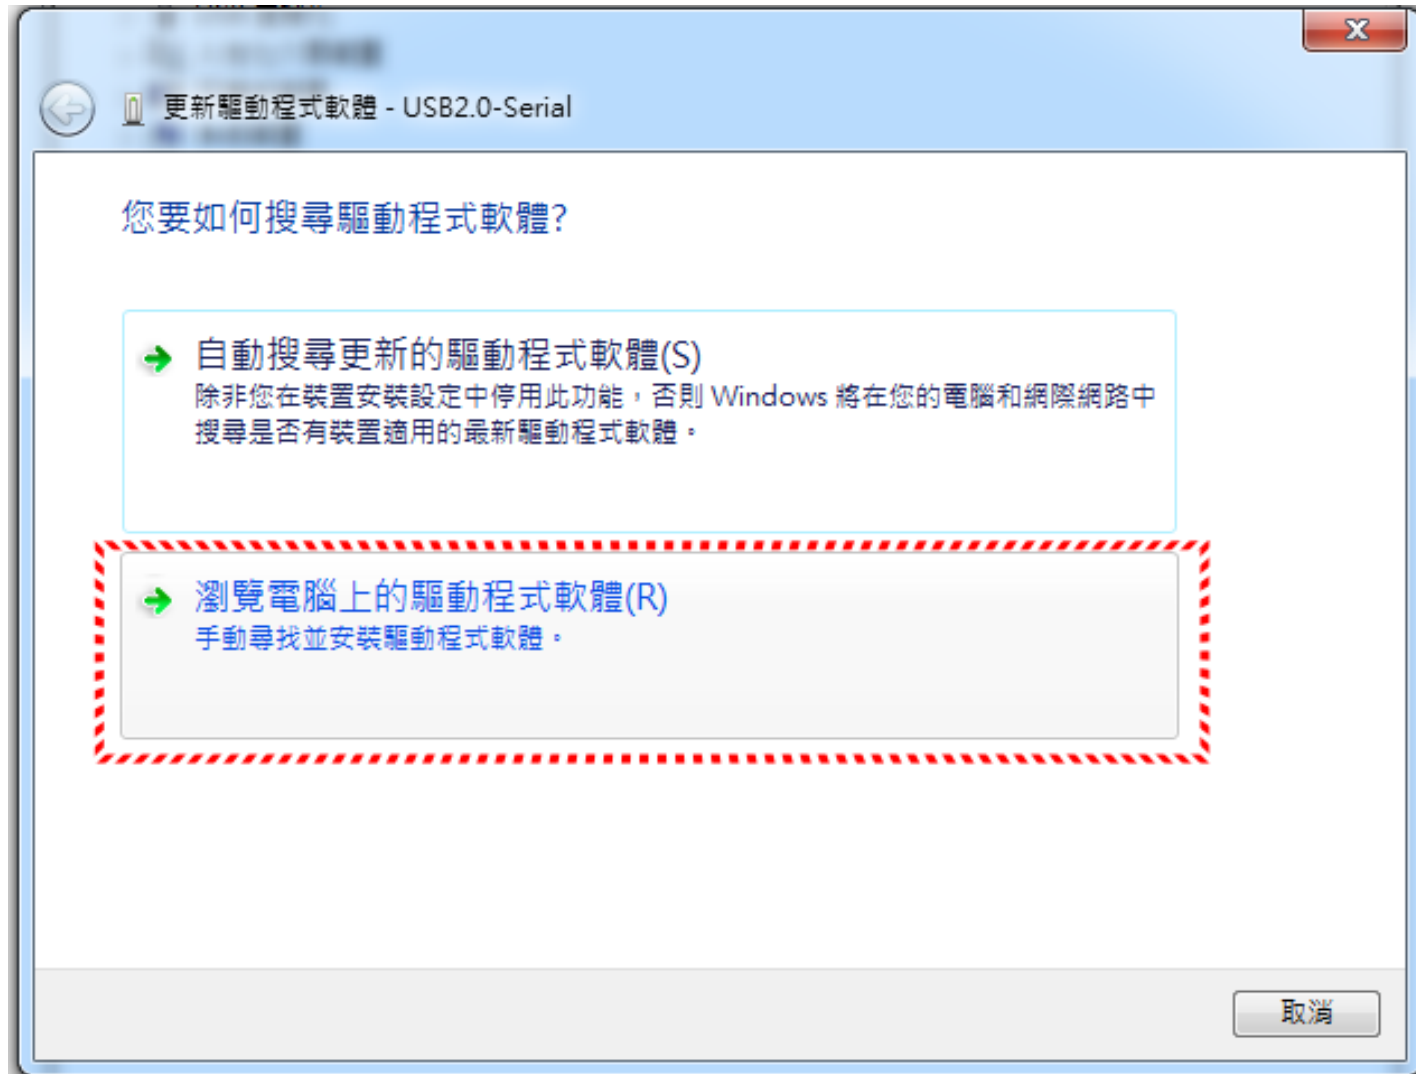 更新驅動程式軟體 - USB2.0-Serial
您要如何搜尋驅動程式軟體?
自動搜尋更新的驅動程式軟體(S)
除非您在裝置安裝設定中停用此功能，否則 Windows 將在您的電腦和網際網路中
搜尋是否有裝置適用的最新驅動程式軟體。
瀏覽電腦上的驅動程式軟體(R)
手動尋找並安裝驅動程式軟體。
取消